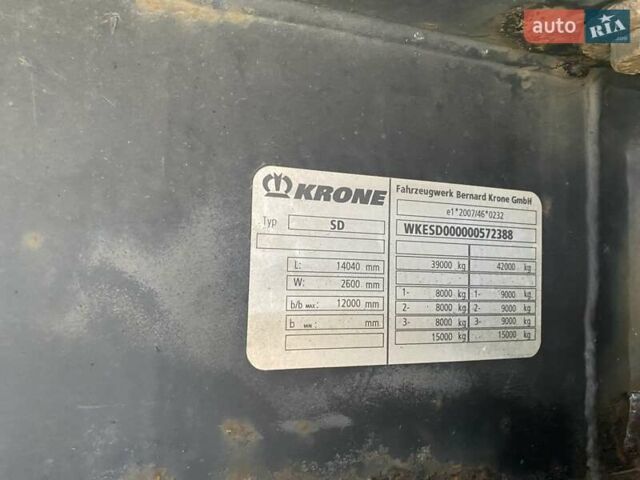 auto RIA
.com
KRONE
Fahrzeugwerk Bernard Krone GmbH
e1*2007/46*0232
Typ SD
WKESD000000572388
L: 14040 mm
W: 2600 mm
b/b MAX.: 12000 mm
b MIN.: mm
39000 kg 42000 kg
1- 8000 kg 1- 9000 kg
2- 8000 kg 2- 9000 kg
3- 8000 kg 3- 9000 kg
15000 kg 15000 kg